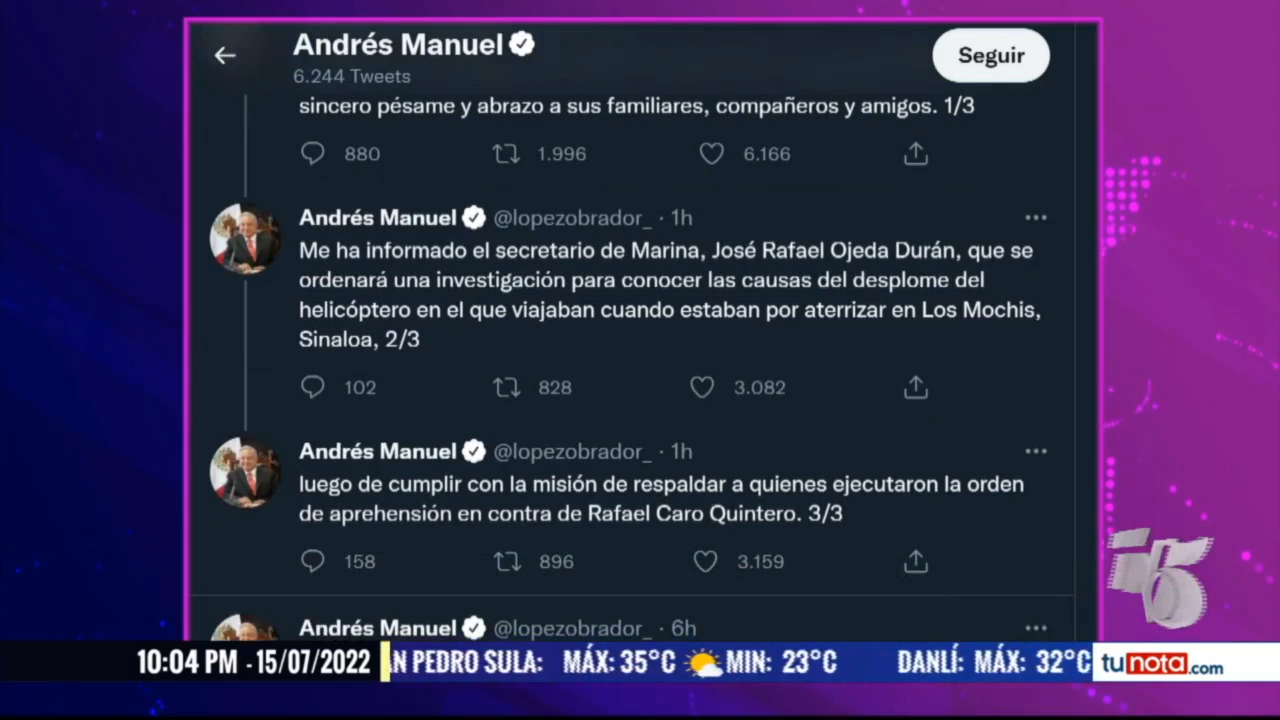 Andrés Manuel
Seguir
6.244 Tweets
sincero pésame y abrazo a sus familiares, compañeros y amigos. 1/3
880 1.996 6.166
Andrés Manuel @lopezobrador_ · 1h
Me ha informado el secretario de Marina, José Rafael Ojeda Durán, que se
ordenará una investigación para conocer las causas del desplome del
helicóptero en el que viajaban cuando estaban por aterrizar en Los Mochis,
Sinaloa, 2/3
102 828 3.082
Andrés Manuel @lopezobrador_ · 1h
luego de cumplir con la misión de respaldar a quienes ejecutaron la orden
de aprehensión en contra de Rafael Caro Quintero. 3/3
158 896 3.159
Andrés Manuel @lopezobrador_ · 6h
10:04 PM - 15/07/2022 N PEDRO SULA: MÁX: 35°C MIN: 23°C DANLÍ: MÁX: 32°C tunota.com
5